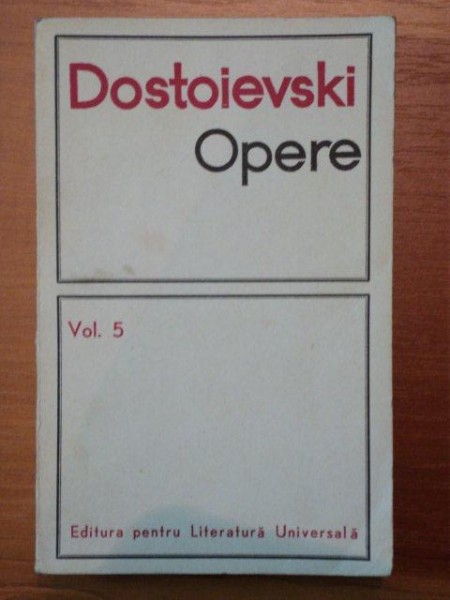 Dostoievski
Opere
Vol. 5
Editura pentru Literatură Universală